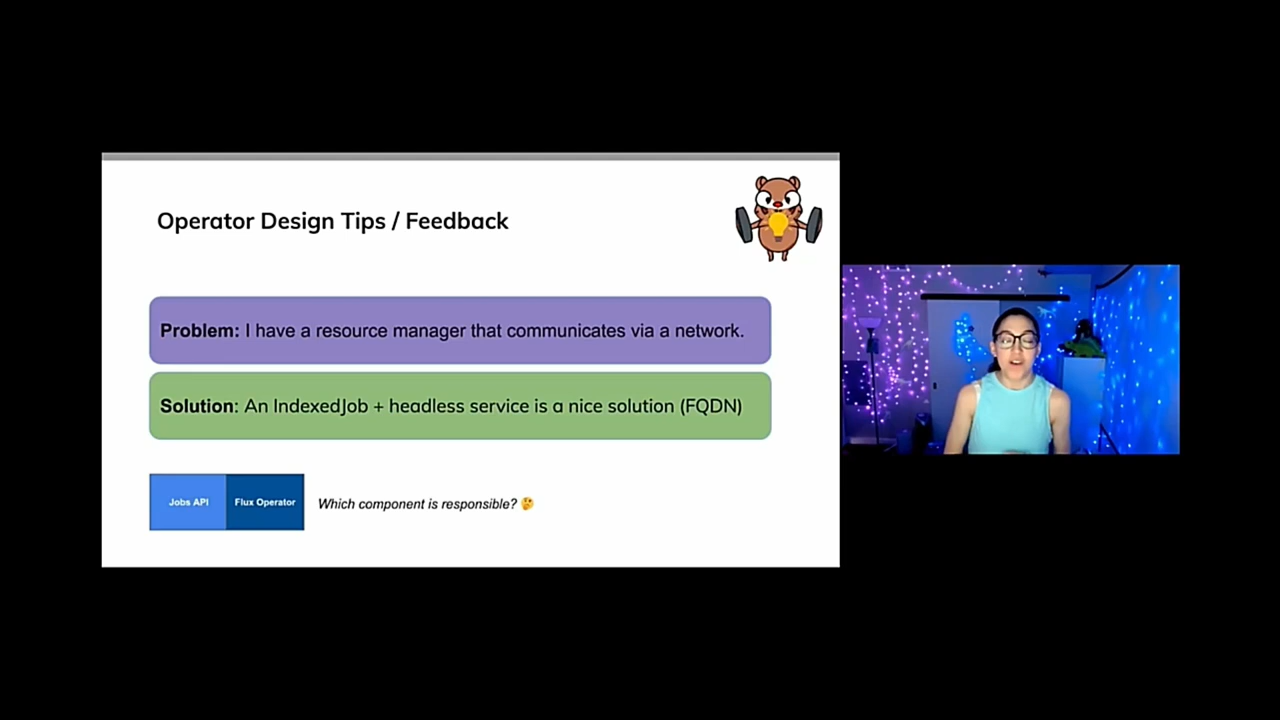 Operator Design Tips / Feedback
Problem: I have a resource manager that communicates via a network.
Solution: An IndexedJob + headless service is a nice solution (FQDN)
Jobs API
Flux Operator
Which component is responsible? 🤔